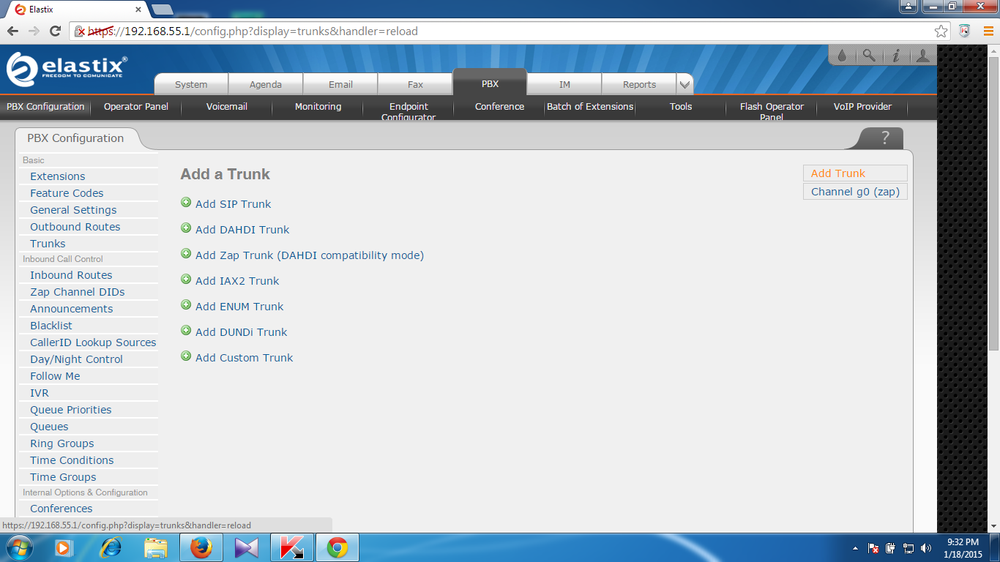 Elastix
https://192.168.55.1/config.php?display=trunks&handler=reload
elastix®
FREEDOM TO COMUNICATE
System
Agenda
Email
Fax
PBX
IM
Reports
PBX Configuration
Operator Panel
Voicemail
Monitoring
Endpoint
Configurator
Conference
Batch of Extensions
Tools
Flash Operator
Panel
VoIP Provider
PBX Configuration
?
Basic
Extensions
Feature Codes
General Settings
Outbound Routes
Trunks
Inbound Call Control
Inbound Routes
Zap Channel DIDs
Announcements
Blacklist
CallerID Lookup Sources
Day/Night Control
Follow Me
IVR
Queue Priorities
Queues
Ring Groups
Time Conditions
Time Groups
Internal Options & Configuration
Conferences
Add a Trunk
Add SIP Trunk
Add DAHDI Trunk
Add Zap Trunk (DAHDI compatibility mode)
Add IAX2 Trunk
Add ENUM Trunk
Add DUNDi Trunk
Add Custom Trunk
Add Trunk
Channel g0 (zap)
https://192.168.55.1/config.php?display=trunks&handler=reload
9:32 PM
1/18/2015